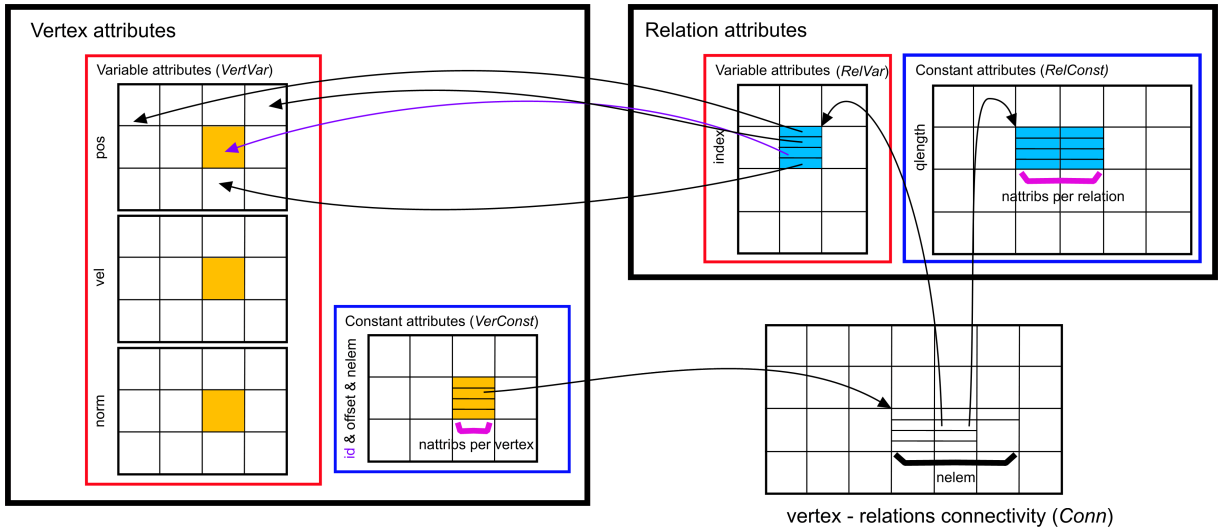 Vertex attributes
Variable attributes (VertVar)
pos
vel
norm
Constant attributes (VerConst)
id & offset & nelem
nattribs per vertex
Relation attributes
Variable attributes (RelVar)
index
Constant attributes (RelConst)
qlength
nattribs per relation
nelem
vertex - relations connectivity (Conn)